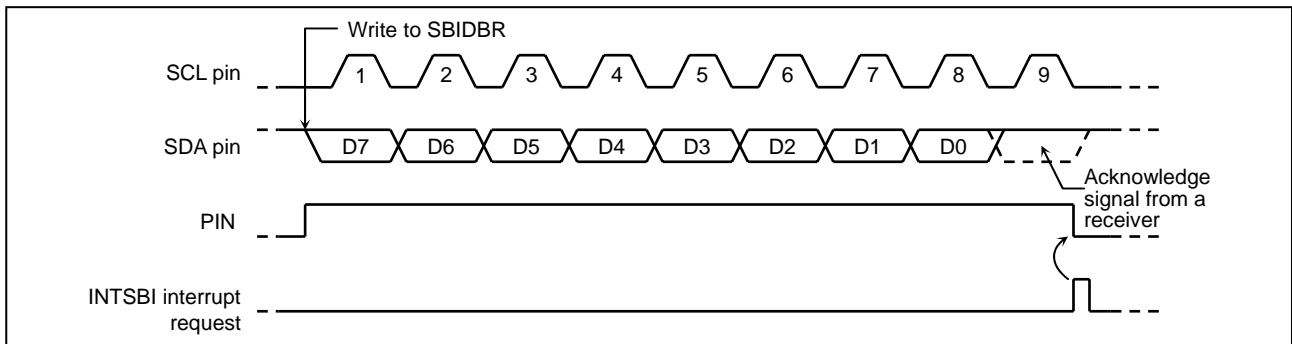 Write to SBIDBR
SCL pin
1 2 3 4 5 6 7 8 9
SDA pin
D7 D6 D5 D4 D3 D2 D1 D0
Acknowledge
signal from a
receiver
PIN
INTSBI interrupt
request